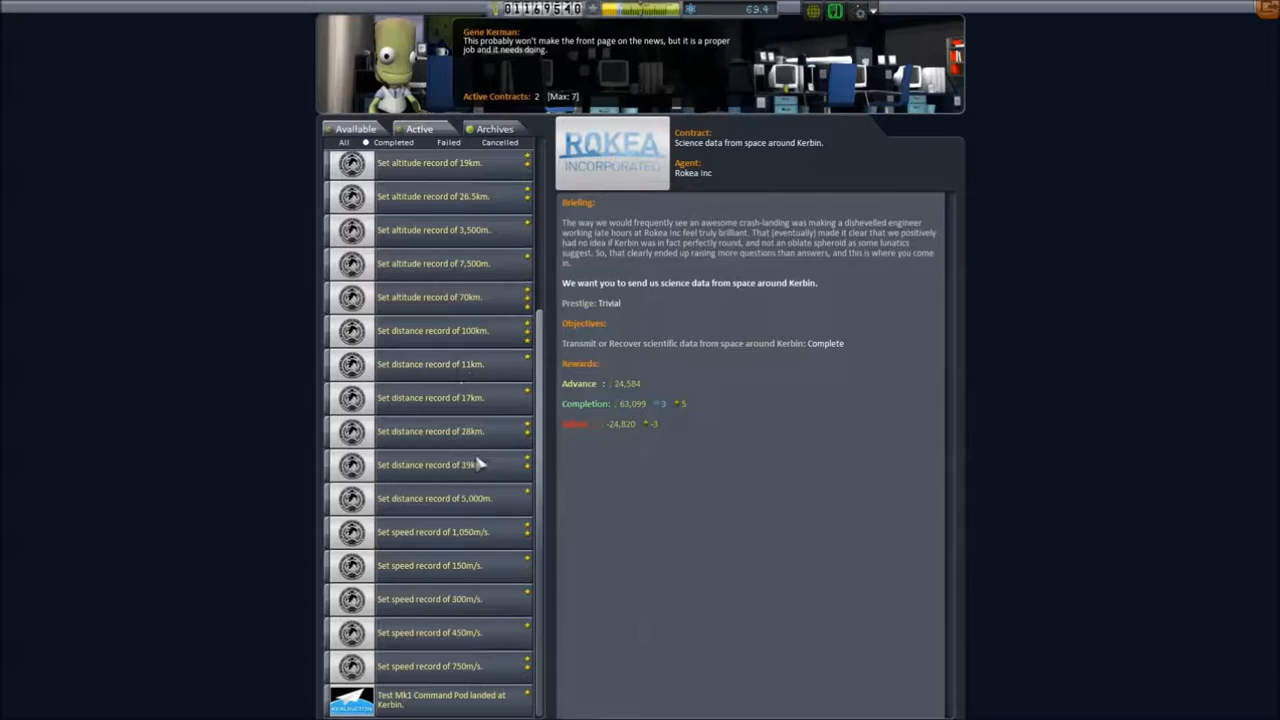 01169540
63.4
Gene Kerman:
This probably won't make the front page on the news, but it is a proper
job and it needs doing.
Active Contracts: 2 [Max: 7]
Available Active Archives
All Completed Failed Cancelled
Set altitude record of 19km.
Set altitude record of 26.5km.
Set altitude record of 3,500m.
Set altitude record of 7,500m.
Set altitude record of 70km.
Set distance record of 100km.
Set distance record of 11km.
Set distance record of 17km.
Set distance record of 28km.
Set distance record of 39k
Set distance record of 5,000m.
Set speed record of 1,050m/s.
Set speed record of 150m/s.
Set speed record of 300m/s.
Set speed record of 450m/s.
Set speed record of 750m/s.
KERLINGTON
Test Mk1 Command Pod landed at
Kerbin.
ROKEA
INCORPORATED
Contract:
Science data from space around Kerbin.
Agent:
Rokea Inc
Briefing:
The way we would frequently see an awesome crash-landing was making a dishevelled engineer
working late hours at Rokea Inc feel truly brilliant. That (eventually) made it clear that we positively
had no idea if Kerbin was in fact perfectly round, and not an oblate spheroid as some lunatics
suggest. So, that clearly ended up raising more questions than answers, and this is where you come
in.
We want you to send us science data from space around Kerbin.
Prestige: Trivial
Objectives:
Transmit or Recover scientific data from space around Kerbin: Complete
Rewards:
Advance : 24,584
Completion: 63,099 3 5
-24,820 -3